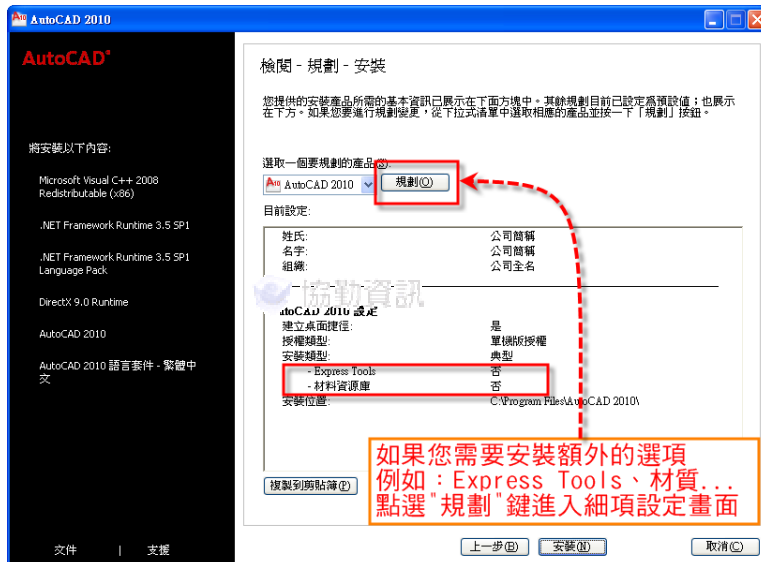 AutoCAD 2010
AutoCAD®
檢閱 - 規劃 - 安裝
您提供的安裝產品所需的基本資訊已展示在下面方塊中。其餘規劃目前已設定為預設值；也展示
在下方。如果您要進行規劃變更，從下拉式清單中選取相應的產品並按一下「規劃」按鈕。
將安裝以下內容:
Microsoft Visual C++ 2008
Redistributable (x86)
.NET Framework Runtime 3.5 SP1
.NET Framework Runtime 3.5 SP1
Language Pack
DirectX 9.0 Runtime
AutoCAD 2010
AutoCAD 2010 語言套件 - 繁體中
文
選取一個要規劃的產品(S):
AutoCAD 2010 規劃(O)
目前設定:
姓氏: 公司簡稱
名字: 公司簡稱
組織: 公司全名
協勤資訊
AutoCAD 2010 設定
建立桌面捷徑: 是
授權類型: 單機版授權
安裝類型: 典型
- Express Tools 否
- 材料資源庫 否
安裝位置: C:\Program Files\AutoCAD 2010\
如果您需要安裝額外的選項
例如：Express Tools、材質...
點選"規劃"鍵進入細項設定畫面
複製到剪貼簿(P)
上一步(B) 安裝(N) 取消(C)
文件 | 支援